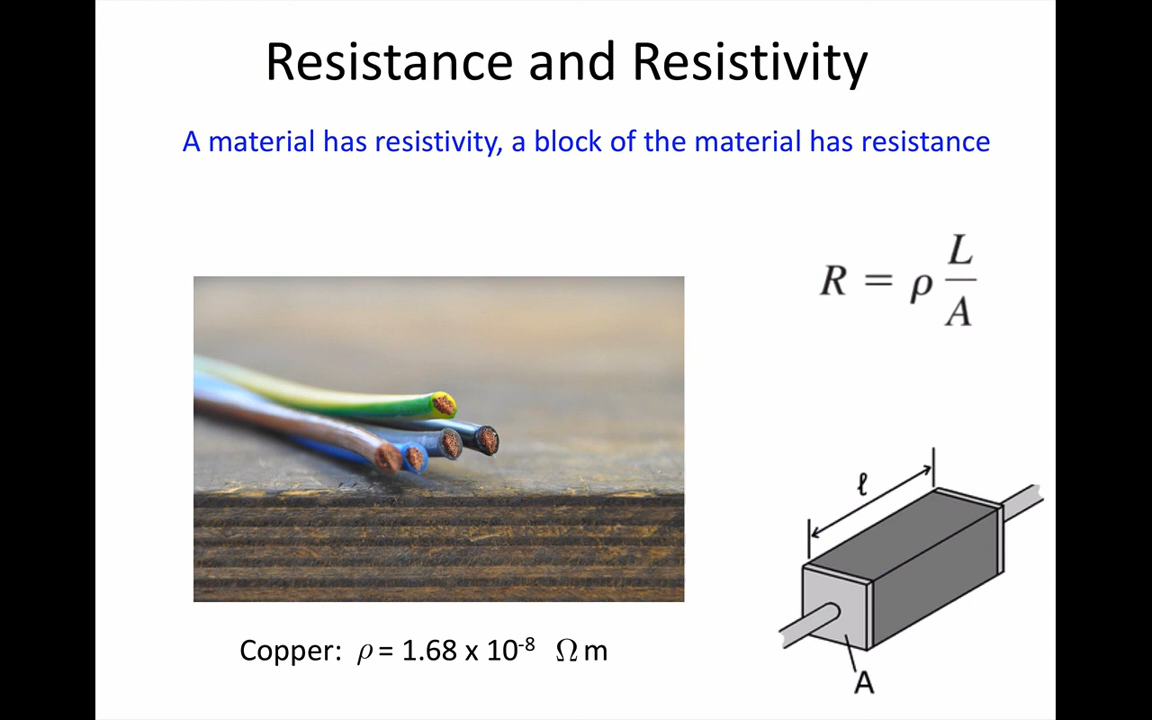 Resistance and Resistivity
A material has resistivity, a block of the material has resistance
R = ρ L/A
ℓ
A
Copper: ρ = 1.68 x 10⁻⁸ Ω m